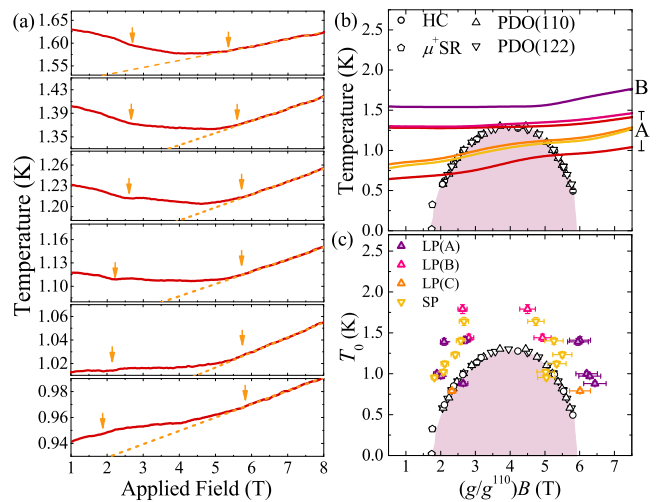 (a)
1.65
1.60
1.55
1.43
1.38
1.33
1.26
1.23
1.20
1.16
1.13
1.10
1.06
1.04
1.02
0.98
0.96
0.94
1 2 3 4 5 6 7 8
Temperature (K)
Applied Field (T)
(b) HC PDO(110)
μ⁺SR PDO(122)
2.5
2.0
1.5
1.0
0.5
0.0
Temperature (K)
B
A
(c) LP(A)
LP(B)
LP(C)
SP
2.5
2.0
1.5
1.0
0.5
0.0
T₀ (K)
1 2 3 4 5 6 7
(g/g¹¹⁰)B (T)